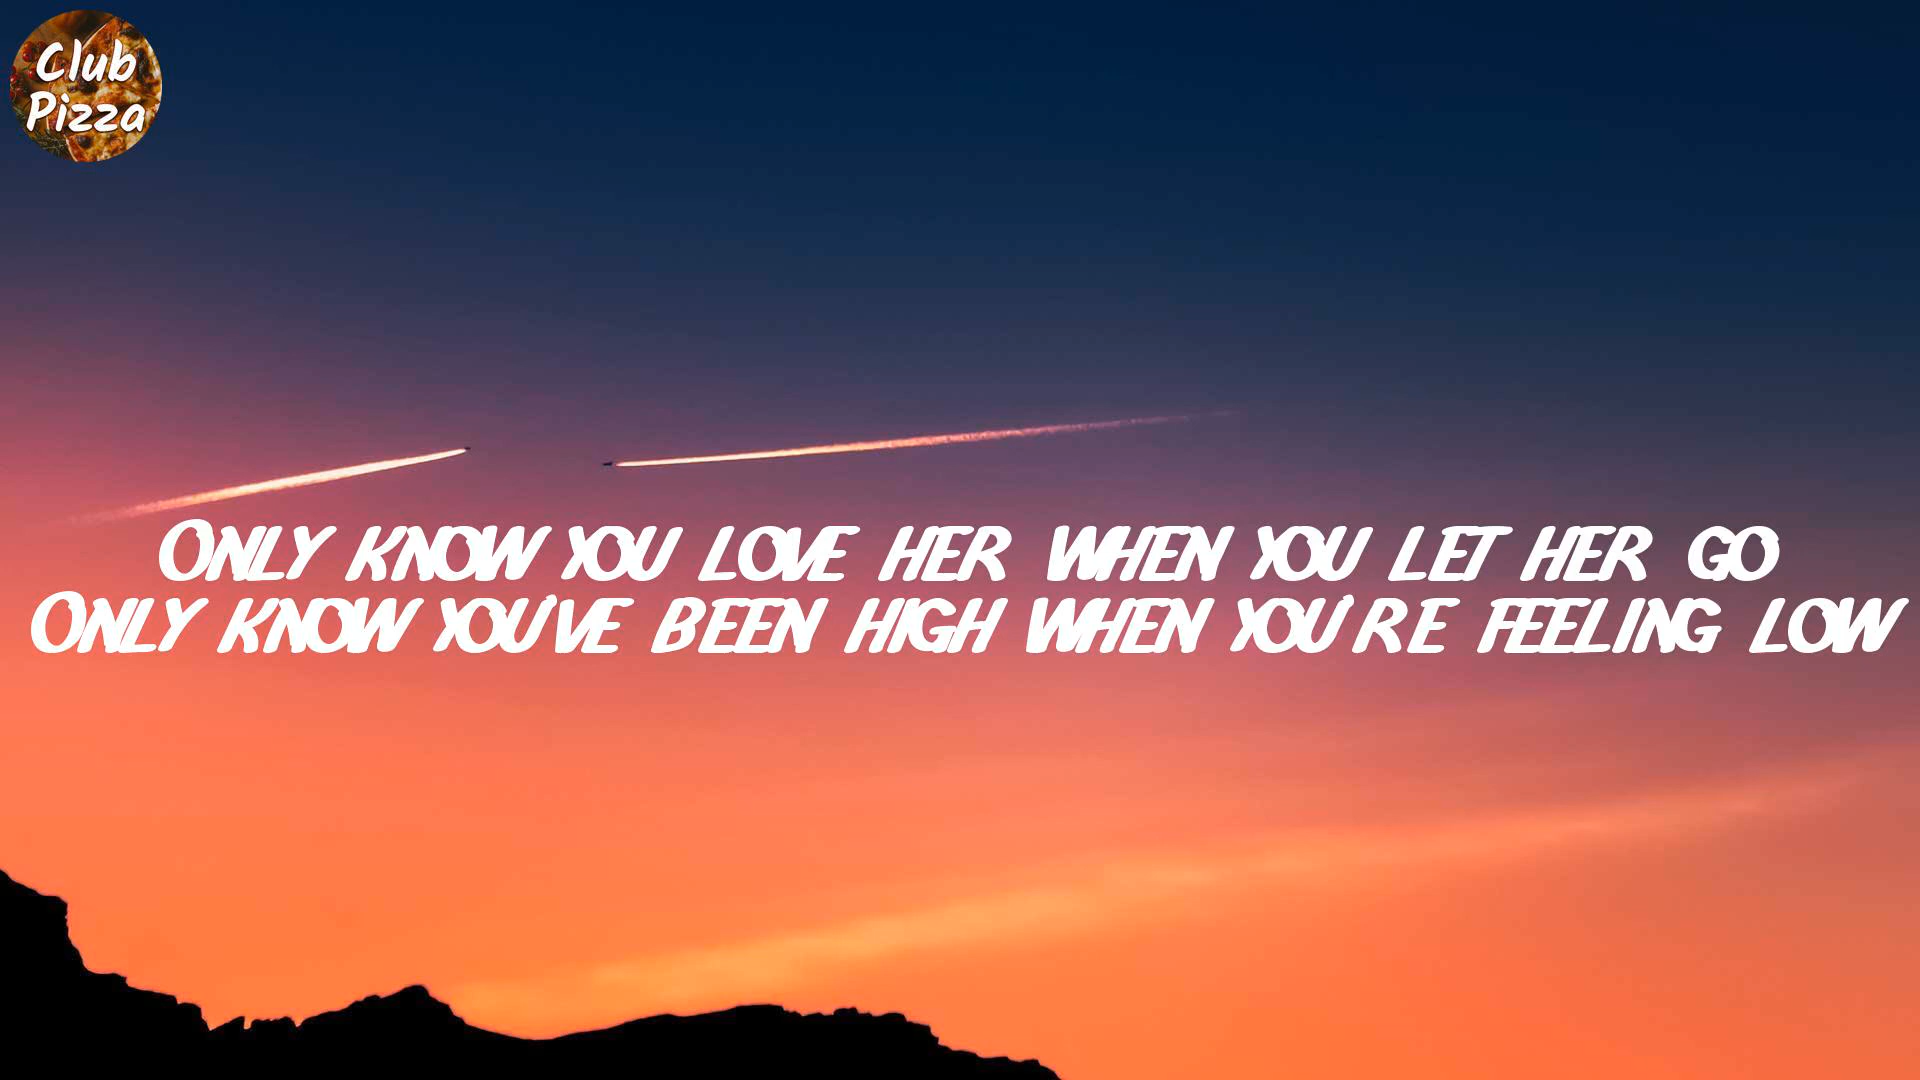 Club
Pizza
ONLY KNOW YOU LOVE HER WHEN YOU LET HER GO
ONLY KNOW YOU'VE BEEN HIGH WHEN YOU'RE FEELING LOW